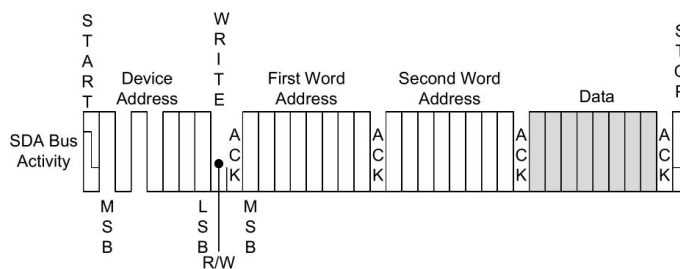 START
WRITE
STOP
Device
Address
First Word
Address
Second Word
Address
Data
SDA Bus
Activity
ACK
ACK
ACK
ACK
MSB
LSB
MSB
R/W